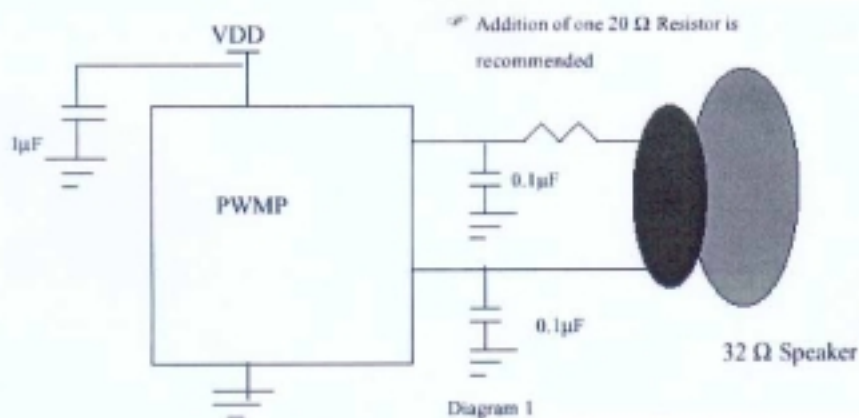 ☞ Addition of one 20 Ω Resistor is
recommended
VDD
1μF
PWMP
0.1μF
0.1μF
32 Ω Speaker
Diagram 1